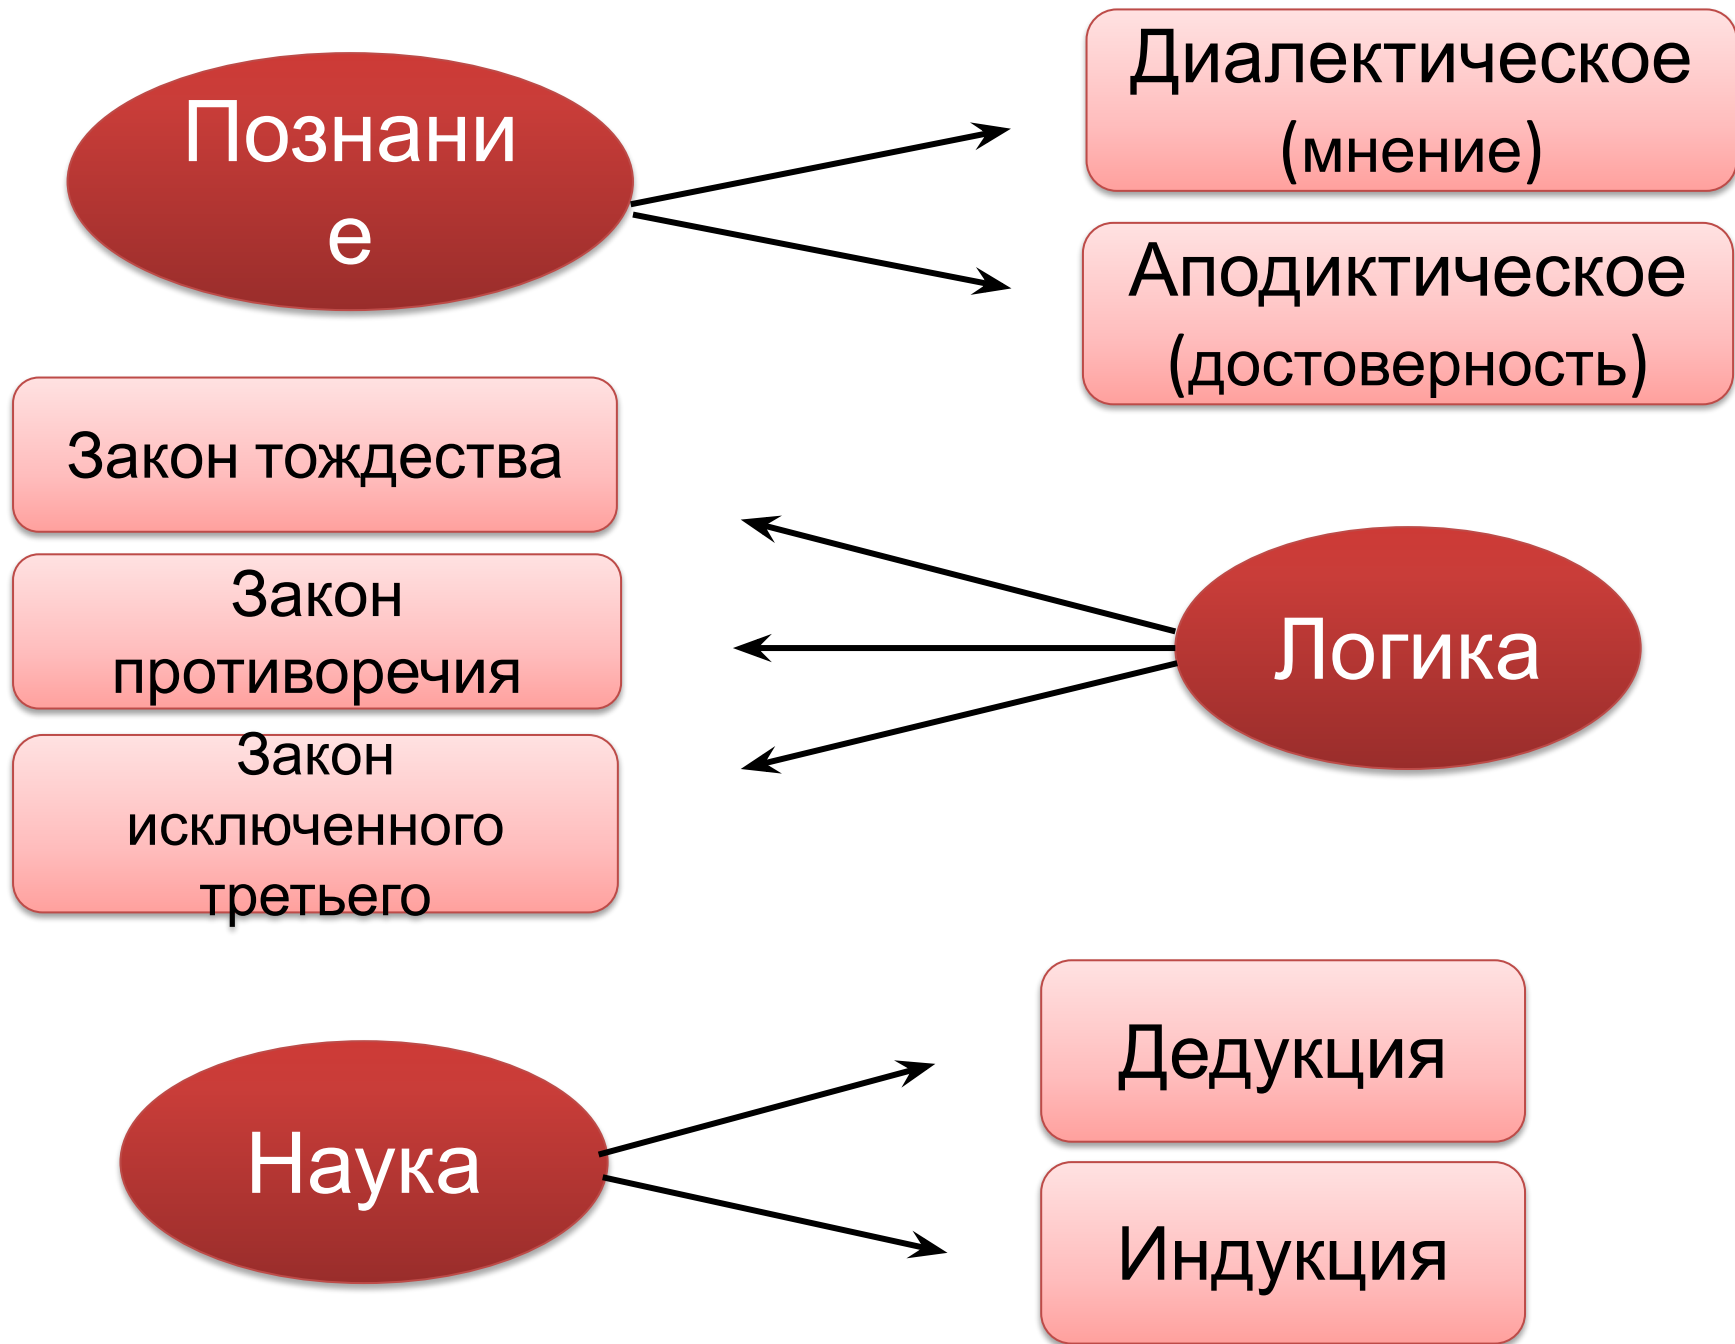 Познани
е
Диалектическое
(мнение)
Аподиктическое
(достоверность)
Закон тождества
Закон
противоречия
Закон
исключенного
третьего
Логика
Наука
Дедукция
Индукция